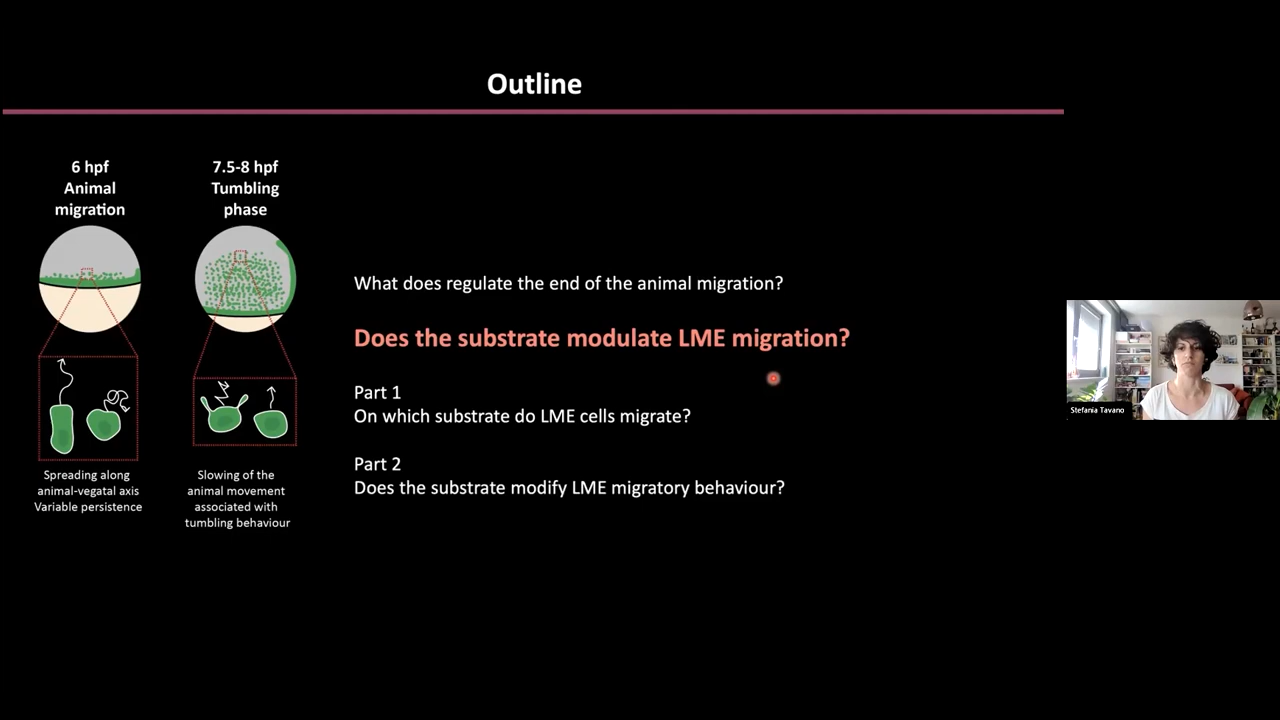 Outline
6 hpf
Animal
migration
7.5-8 hpf
Tumbling
phase
Spreading along
animal-vegatal axis
Variable persistence
Slowing of the
animal movement
associated with
tumbling behaviour
What does regulate the end of the animal migration?
Does the substrate modulate LME migration?
Part 1
On which substrate do LME cells migrate?
Part 2
Does the substrate modify LME migratory behaviour?
Stefania Tavano